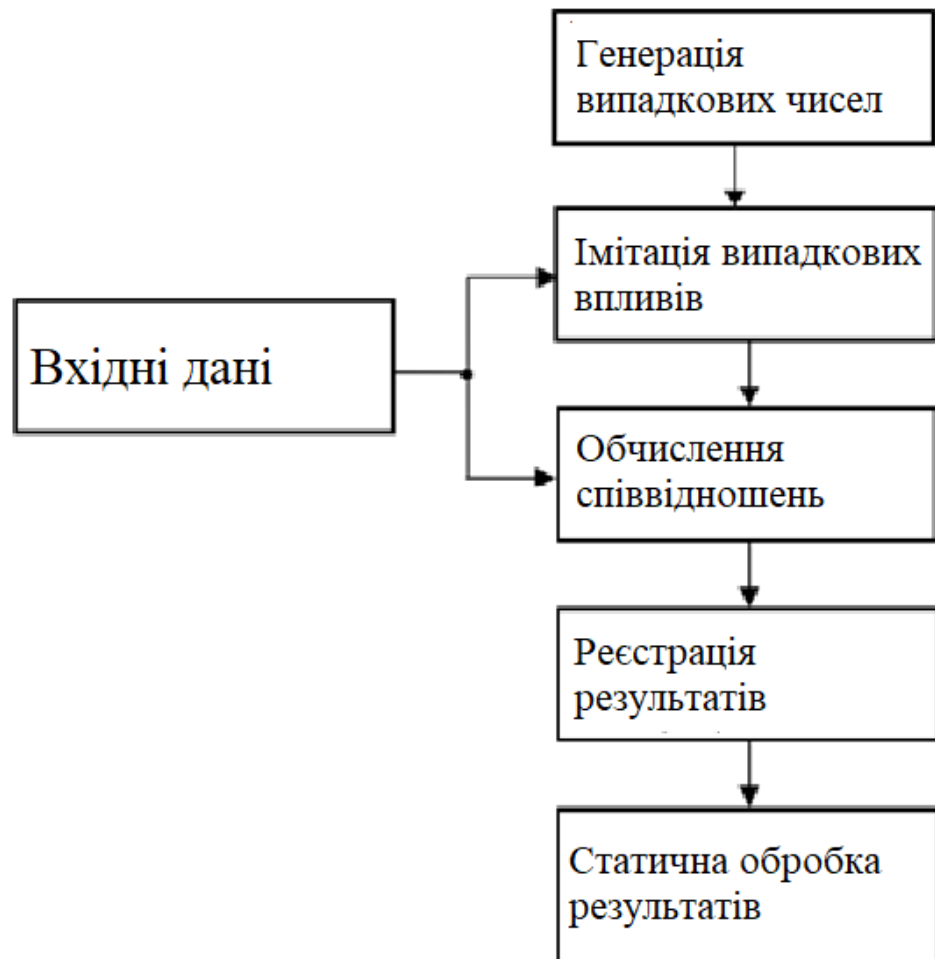 Генерація
випадкових чисел
Імітація випадкових
впливів
Вхідні дані
Обчислення
співвідношень
Реєстрація
результатів
Статична обробка
результатів